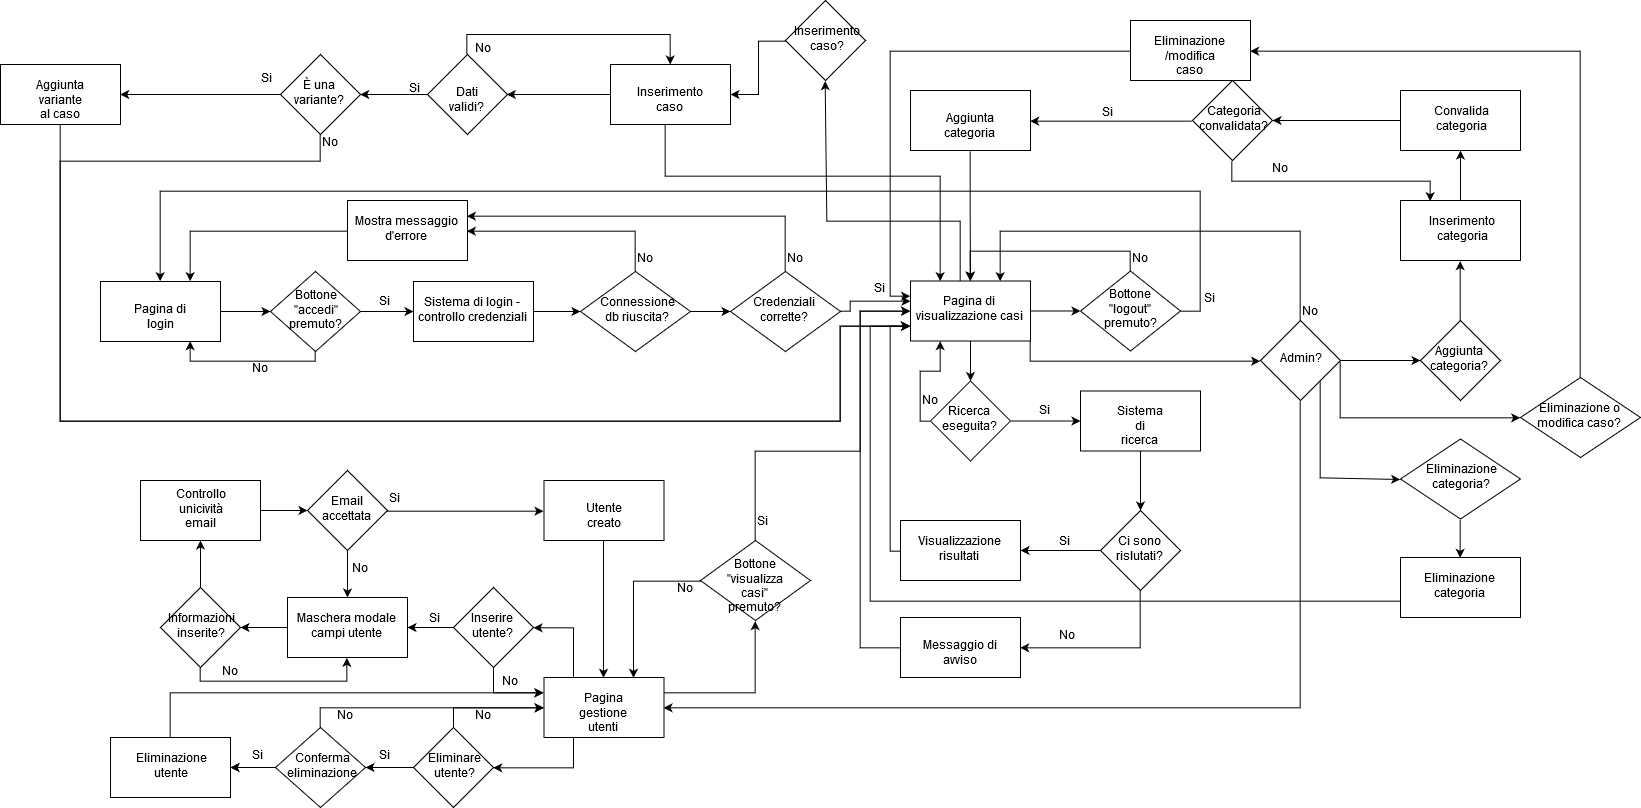 Inserimento
caso?
Eliminazione
/modifica
caso
No
Aggiunta
variante
al caso
Si
È una
variante?
Si
Dati
validi?
Inserimento
caso
No
Aggiunta
categoria
Si
Categoria
convalidata?
Convalida
categoria
No
Inserimento
categoria
Mostra messaggio
d'errore
No
No
No
Pagina di
login
Bottone
"accedi"
premuto?
Si
Sistema di login -
controllo credenziali
Connessione
db riuscita?
Credenziali
corrette?
Si
Pagina di
visualizzazione casi
Bottone
"logout"
premuto?
Si
No
No
Admin?
Aggiunta
categoria?
No
Ricerca
eseguita?
Si
Sistema
di
ricerca
Eliminazione o
modifica caso?
Eliminazione
categoria?
Controllo
unicività
email
Email
accettata
Si
Utente
creato
Si
Visualizzazione
risultati
Si
Ci sono
rislutati?
No
Bottone
"visualizza
casi"
premuto?
No
Eliminazione
categoria
Informazioni
inserite?
Maschera modale
campi utente
Si
Inserire
utente?
Messaggio di
avviso
No
No
No
Pagina
gestione
utenti
No
No
Eliminazione
utente
Si
Conferma
eliminazione
Si
Eliminare
utente?